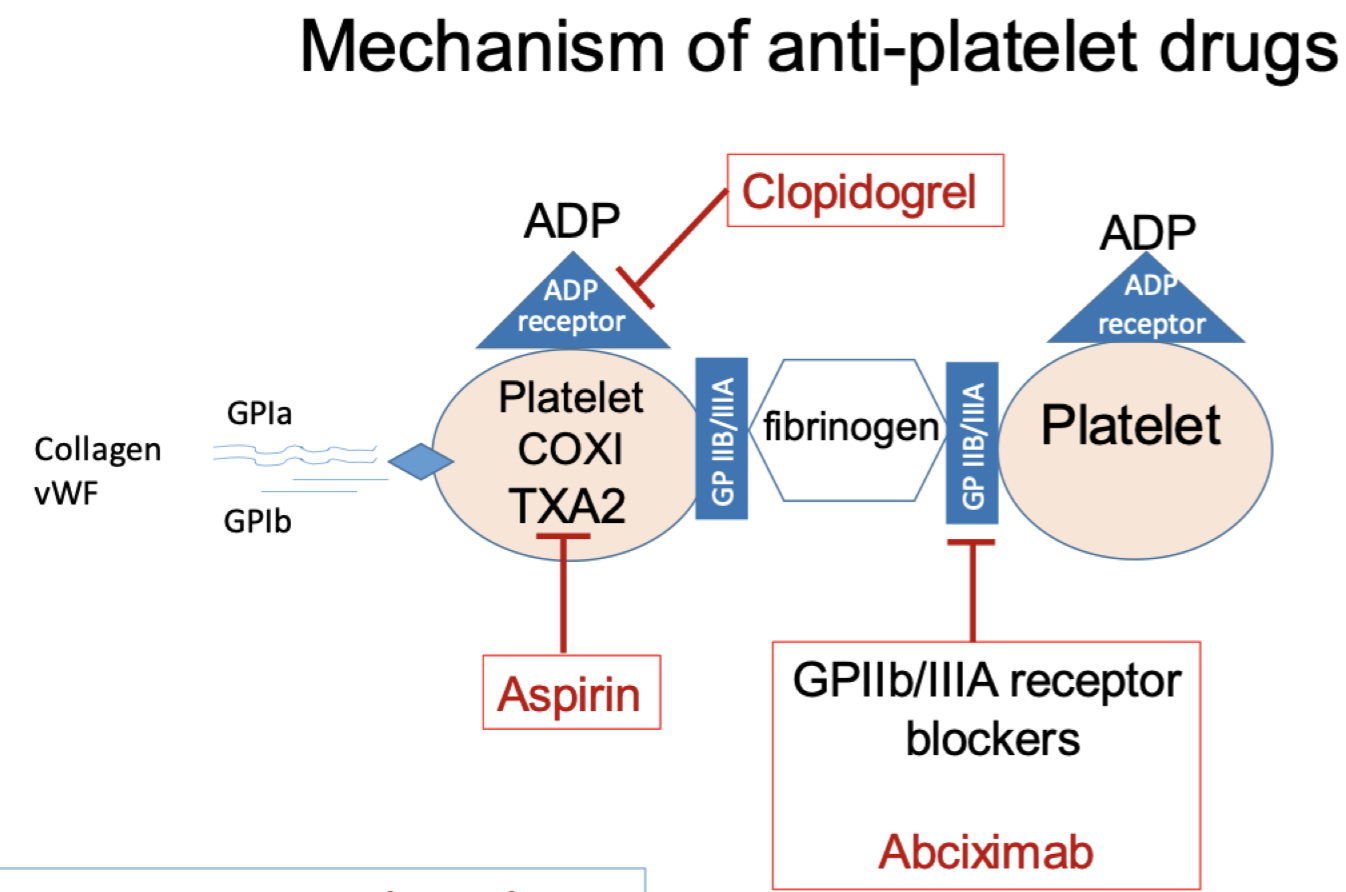 Mechanism of anti-platelet drugs
Clopidogrel
ADP
ADP
receptor
ADP
ADP
receptor
Collagen
vWF
GPIa
GPIb
Platelet
COXI
TXA2
GP IIB/IIIA
fibrinogen
GP IIB/IIIA
Platelet
Aspirin
GPIIb/IIIA receptor
blockers
Abciximab